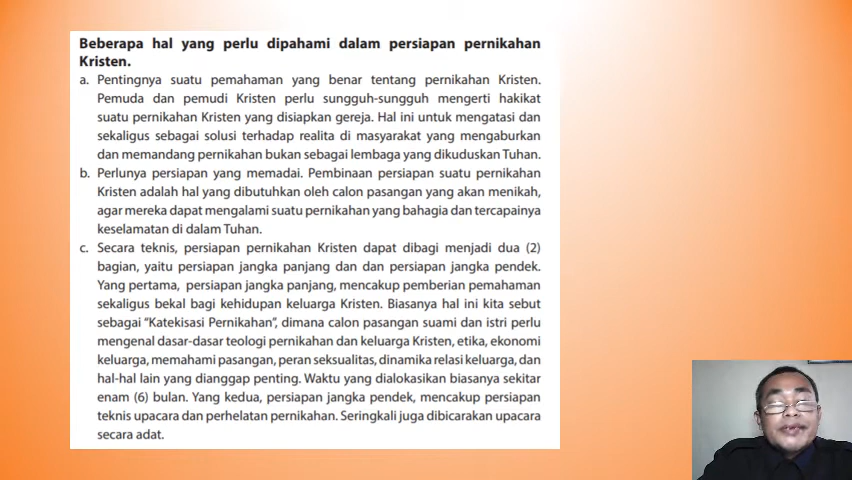 Beberapa hal yang perlu dipahami dalam persiapan pernikahan
Kristen.
a. Pentingnya suatu pemahaman yang benar tentang pernikahan Kristen.
Pemuda dan pemudi Kristen perlu sungguh-sungguh mengerti hakikat
suatu pernikahan Kristen yang disiapkan gereja. Hal ini untuk mengatasi dan
sekaligus sebagai solusi terhadap realita di masyarakat yang mengaburkan
dan memandang pernikahan bukan sebagai lembaga yang dikuduskan Tuhan.
b. Perlunya persiapan yang memadai. Pembinaan persiapan suatu pernikahan
Kristen adalah hal yang dibutuhkan oleh calon pasangan yang akan menikah,
agar mereka dapat mengalami suatu pernikahan yang bahagia dan tercapainya
keselamatan di dalam Tuhan.
c. Secara teknis, persiapan pernikahan Kristen dapat dibagi menjadi dua (2)
bagian, yaitu persiapan jangka panjang dan dan persiapan jangka pendek.
Yang pertama, persiapan jangka panjang, mencakup pemberian pemahaman
sekaligus bekal bagi kehidupan keluarga Kristen. Biasanya hal ini kita sebut
sebagai “Katekisasi Pernikahan”, dimana calon pasangan suami dan istri perlu
mengenal dasar-dasar teologi pernikahan dan keluarga Kristen, etika, ekonomi
keluarga, memahami pasangan, peran seksualitas, dinamika relasi keluarga, dan
hal-hal lain yang dianggap penting. Waktu yang dialokasikan biasanya sekitar
enam (6) bulan. Yang kedua, persiapan jangka pendek, mencakup persiapan
teknis upacara dan perhelatan pernikahan. Seringkali juga dibicarakan upacara
secara adat.